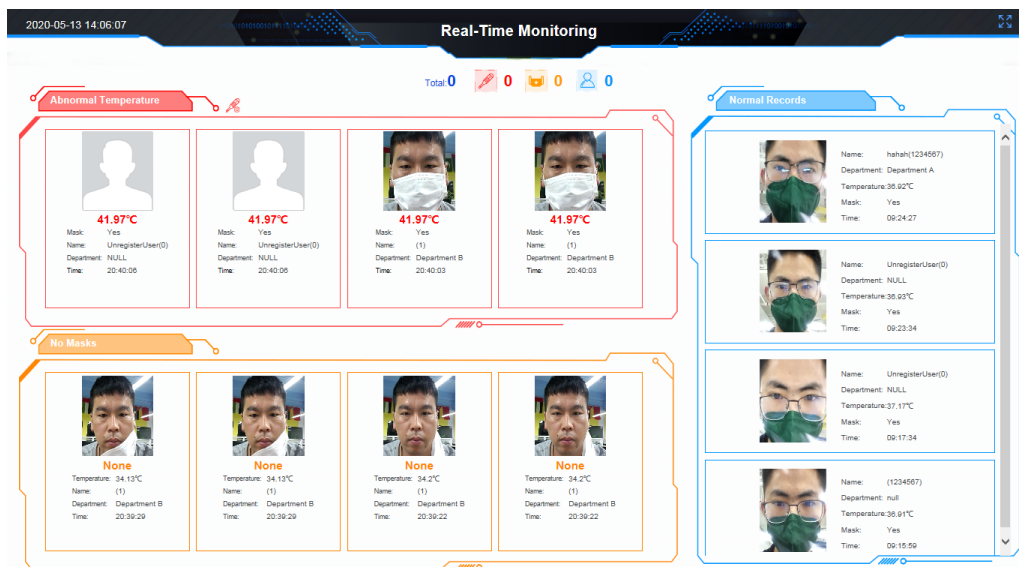 2020-05-13 14:06:07
Real-Time Monitoring
Total:0 0 0 0
Abnormal Temperature
41.97℃
Mask: Yes
Name: UnregisterUser(0)
Department: NULL
Time: 20:40:06
41.97℃
Mask: Yes
Name: UnregisterUser(0)
Department: NULL
Time: 20:40:06
41.97℃
Mask: Yes
Name: (1)
Department: Department B
Time: 20:40:03
41.97℃
Mask: Yes
Name: (1)
Department: Department B
Time: 20:40:03
No Masks
None
Temperature: 34.13℃
Name: (1)
Department: Department B
Time: 20:39:29
None
Temperature: 34.13℃
Name: (1)
Department: Department B
Time: 20:39:29
None
Temperature: 34.2℃
Name: (1)
Department: Department B
Time: 20:39:22
None
Temperature: 34.2℃
Name: (1)
Department: Department B
Time: 20:39:22
Normal Records
Name: hahah(1234567)
Department: Department A
Temperature:36.92℃
Mask: Yes
Time: 09:24:27
Name: UnregisterUser(0)
Department: NULL
Temperature:36.93℃
Mask: Yes
Time: 09:23:34
Name: UnregisterUser(0)
Department: NULL
Temperature:37.17℃
Mask: Yes
Time: 09:17:34
Name: (1234567)
Department: null
Temperature:36.91℃
Mask: Yes
Time: 09:15:59